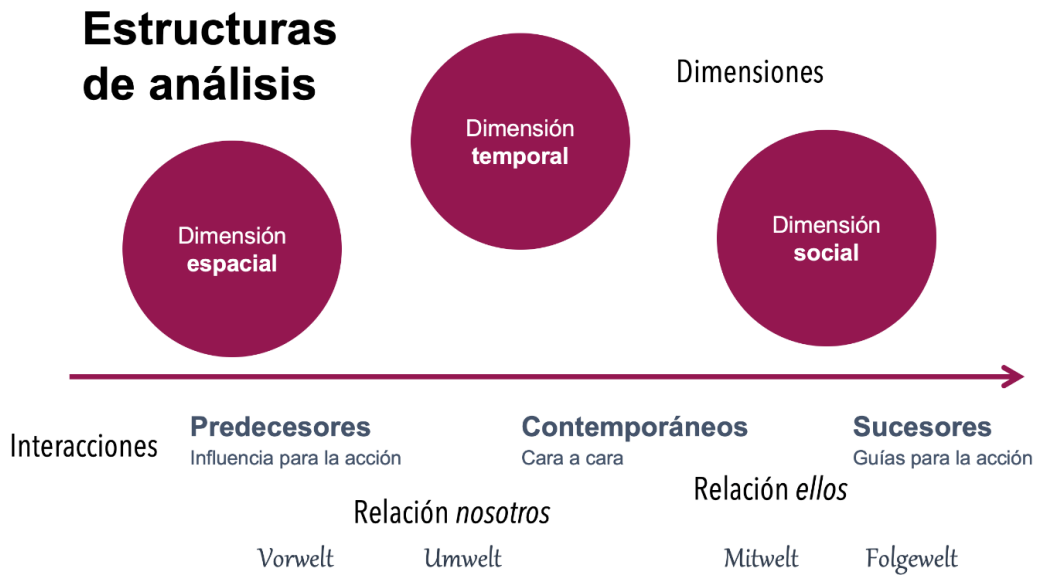 Estructuras
de análisis
Dimensiones
Dimensión
temporal
Dimensión
espacial
Dimensión
social
Interacciones
Predecesores
Influencia para la acción
Contemporáneos
Cara a cara
Sucesores
Guías para la acción
Relación nosotros
Relación ellos
Vorwelt
Umwelt
Mitwelt
Folgewelt